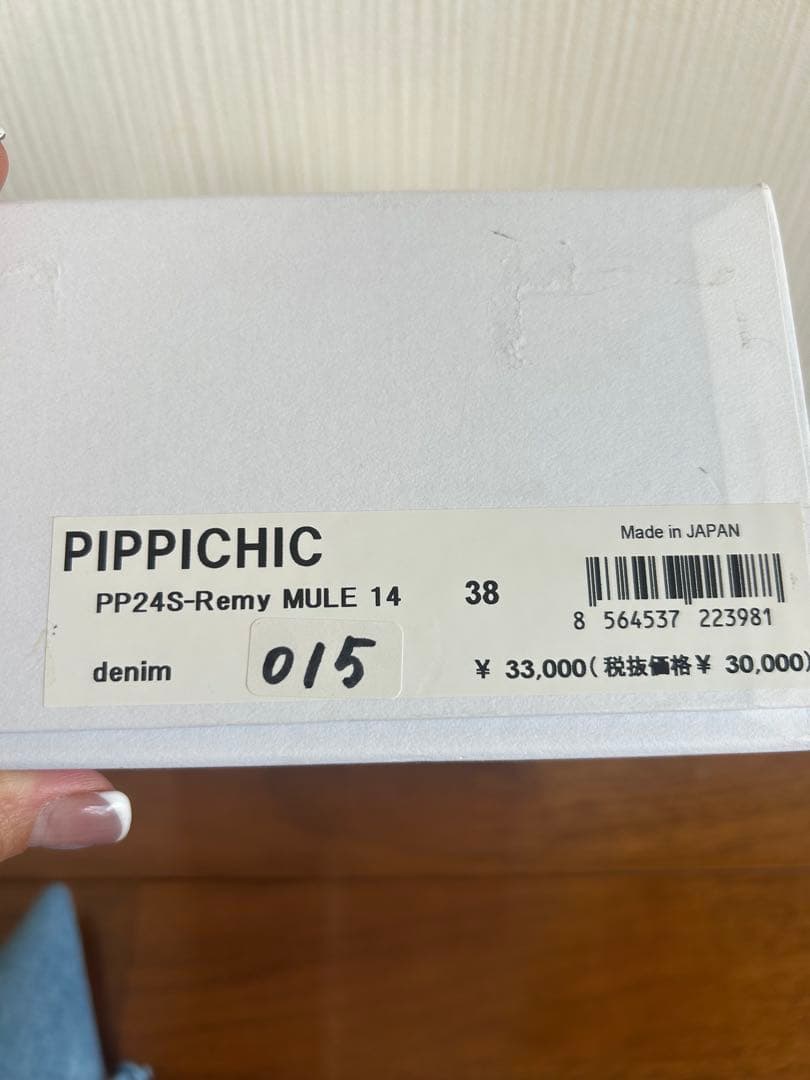 PIPPICHIC
Made in JAPAN
PP24S-Remy MULE 14
38
8 564537 223981
denim
015
¥ 33,000(税抜価格¥ 30,000)